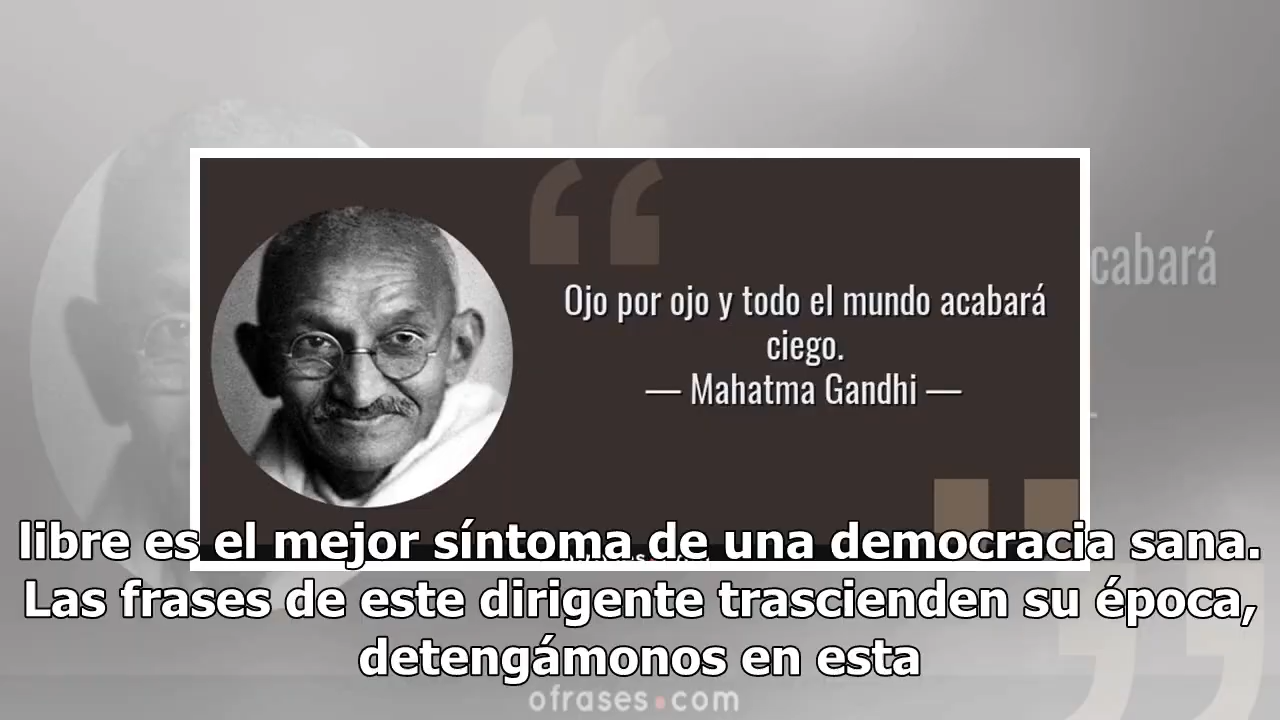 “
Ojo por ojo y todo el mundo acabará
ciego.
— Mahatma Gandhi —
cabará
libre es el mejor síntoma de una democracia sana.
Las frases de este dirigente trascienden su época,
detengámonos en esta
ofrases.com